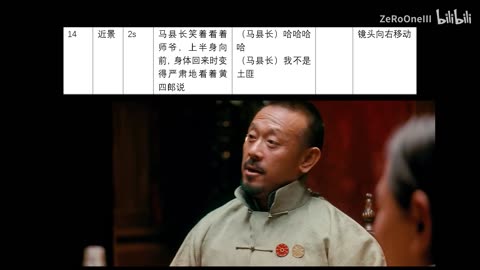 ZeRoOneIII bilibili
14 近景 2s 马县长笑着看着 （马县长）哈哈哈 镜头向右移动
师爷，上半身向 哈
前，身体回来时变 （马县长）我不是
得严肃地看着黄 土匪
四郎说